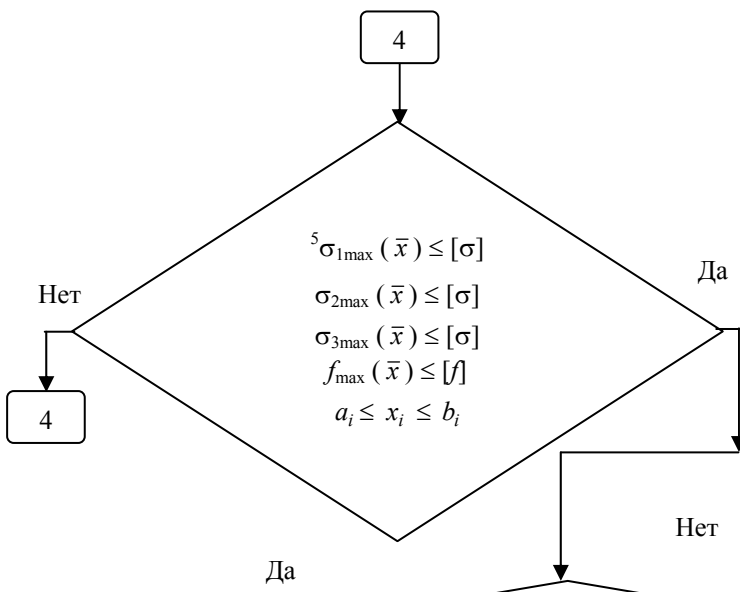 4
⁵σ₁ₘₐₓ (x̄) ≤ [σ]
Да
Нет
σ₂ₘₐₓ (x̄) ≤ [σ]
σ₃ₘₐₓ (x̄) ≤ [σ]
fₘₐₓ (x̄) ≤ [f]
4
aᵢ ≤ xᵢ ≤ bᵢ
Нет
Да